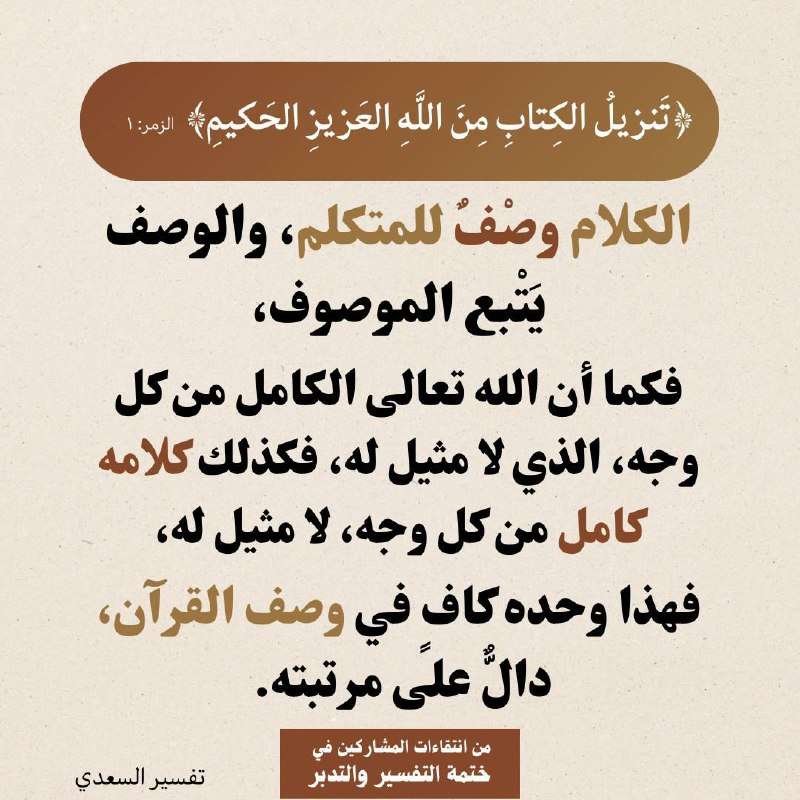 ﴿تَنزيلُ الكِتابِ مِنَ اللَّهِ العَزيزِ الحَكيمِ﴾ الزمر: ١
الكلام وصْفٌ للمتكلم، والوصف
يَتْبع الموصوف،
فكما أن الله تعالى الكامل من كل
وجه، الذي لا مثيل له، فكذلك كلامه
كامل من كل وجه، لا مثيل له،
فهذا وحده كاف في وصف القرآن،
دالٌّ علىً مرتبته.
من انتقاءات المشاركين في
ختمة التفسير والتدبر
تفسير السعدي